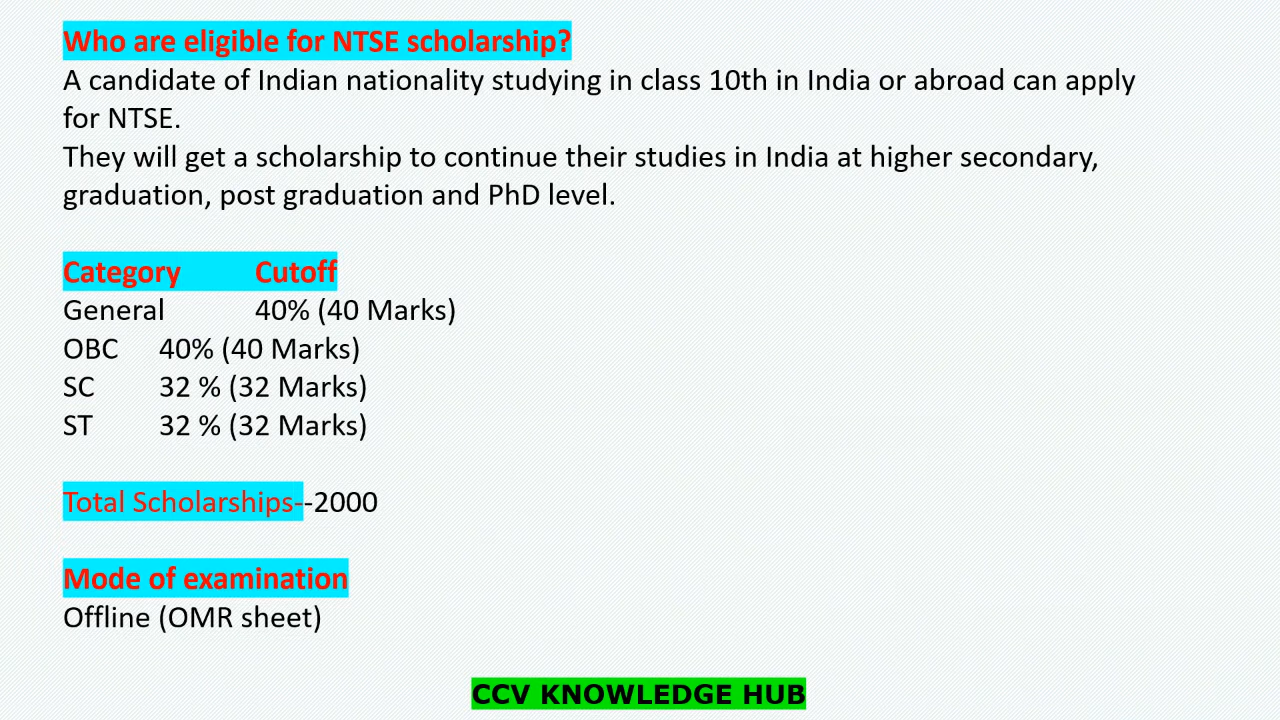 Who are eligible for NTSE scholarship?
A candidate of Indian nationality studying in class 10th in India or abroad can apply
for NTSE.
They will get a scholarship to continue their studies in India at higher secondary,
graduation, post graduation and PhD level.
Category Cutoff
General 40% (40 Marks)
OBC 40% (40 Marks)
SC 32 % (32 Marks)
ST 32 % (32 Marks)
Total Scholarships--2000
Mode of examination
Offline (OMR sheet)
CCV KNOWLEDGE HUB